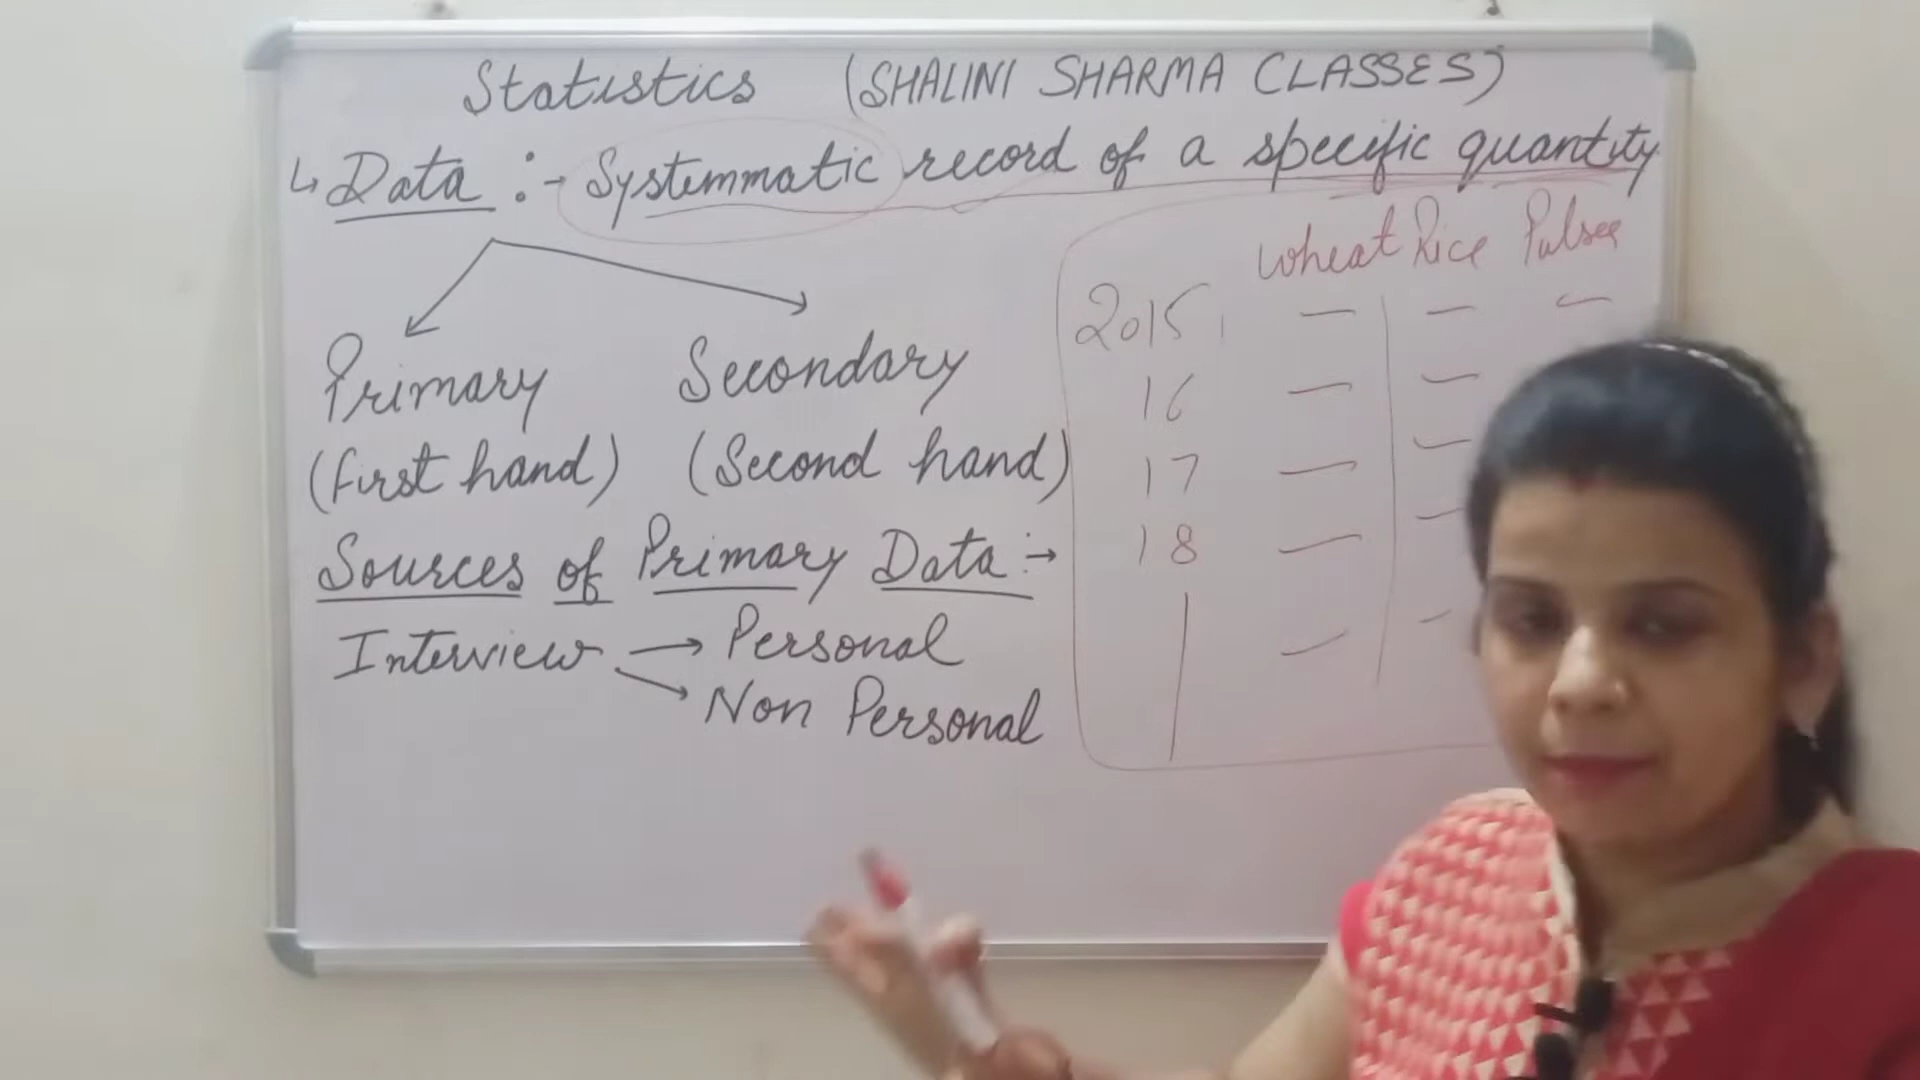 Statistics (SHALINI SHARMA CLASSES)
↳ Data :- Systemmatic record of a specific quantity
Primary Secondary
(first hand) (Second hand)
Sources of Primary Data :→
Interview → Personal
→ Non Personal
Wheat Rice Pulses
2015
16
17
18